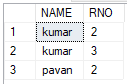 NAME RNO
1 kumar 2
2 kumar 3
3 pavan 2